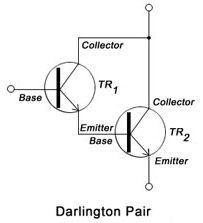 Collector
TR1
Base
Collector
Emitter
Base
TR2
Emitter
Darlington Pair